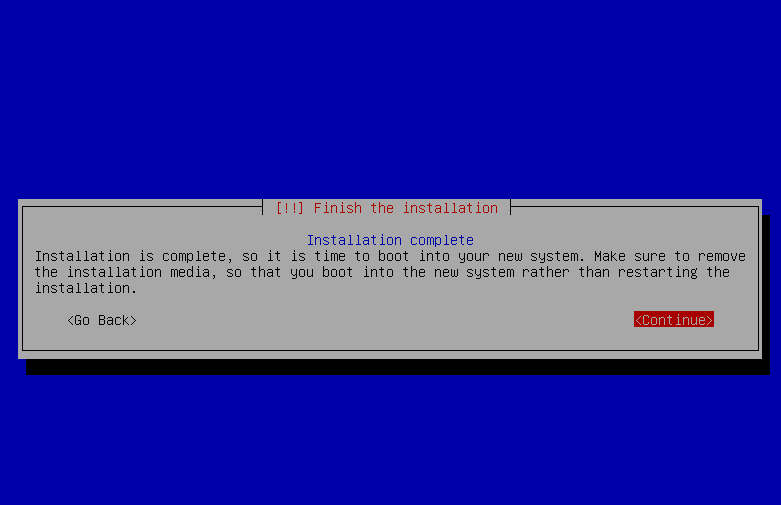 [!!] Finish the installation
Installation complete
Installation is complete, so it is time to boot into your new system. Make sure to remove
the installation media, so that you boot into the new system rather than restarting the
installation.
<Go Back> <Continue>